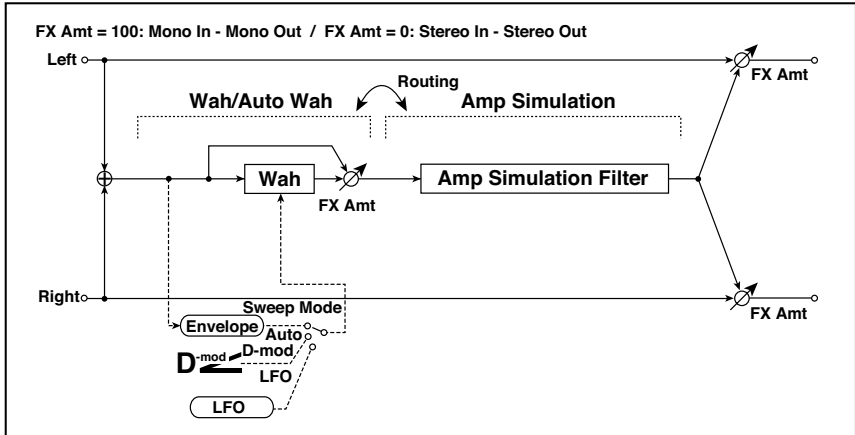 FX Amt = 100: Mono In - Mono Out / FX Amt = 0: Stereo In - Stereo Out
Left
FX Amt
Routing
Wah/Auto Wah
Amp Simulation
Wah
FX Amt
Amp Simulation Filter
Right
FX Amt
Sweep Mode
Envelope
Auto
D-mod
D-mod
LFO
LFO